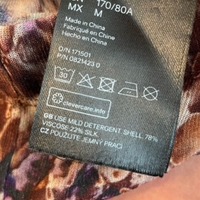 170/80A
MX M
Made in China
Fabriqué en Chine
Hecho en China
D/N 171501
P/N 0821423 0
30
clevercare.info
GB USE MILD DETERGENT SHELL 78%
VISCOSE 22% SILK
CZ POUŽIJTE JEMNÝ PRACÍ